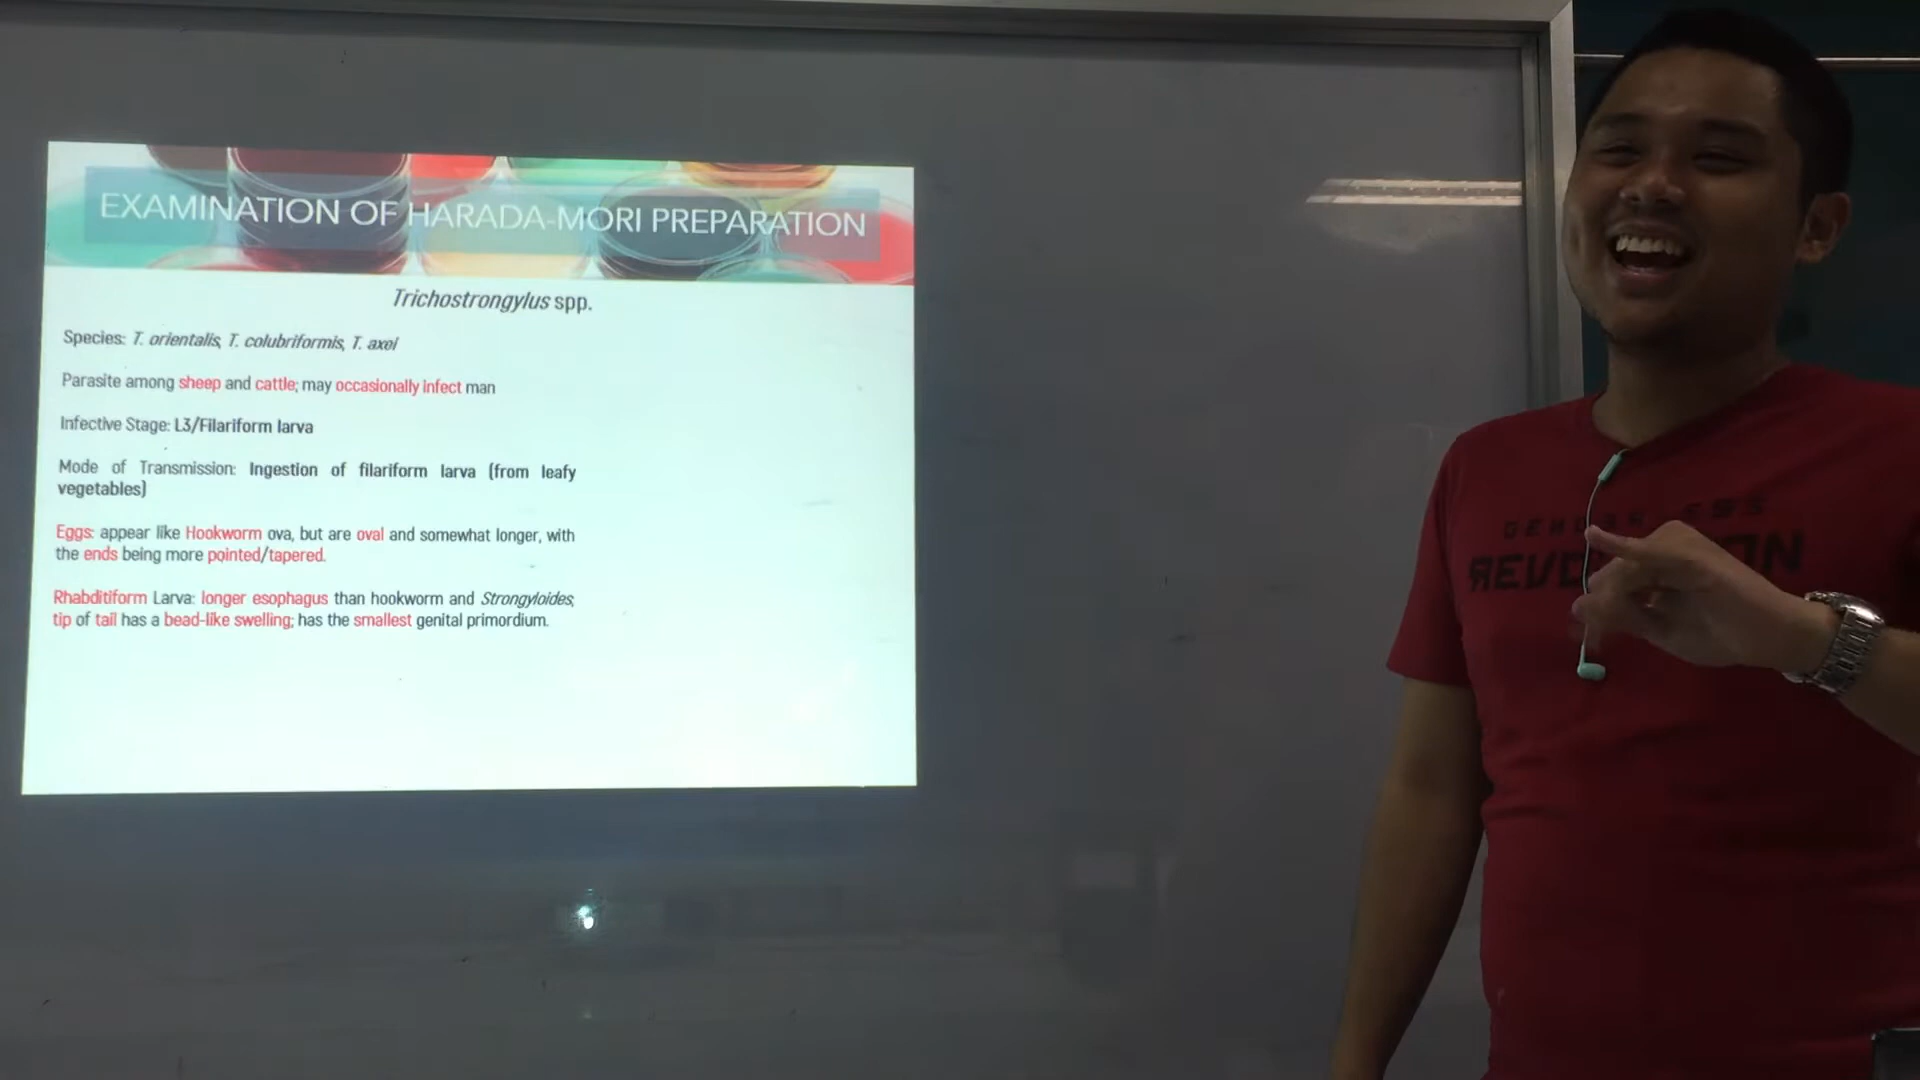 EXAMINATION OF HARADA-MORI PREPARATION
Trichostrongylus spp.
Species: T. orientalis, T. colubriformis, T. axei
Parasite among sheep and cattle; may occasionally infect man
Infective Stage: L3/Filariform larva
Mode of Transmission: Ingestion of filariform larva (from leafy
vegetables)
Eggs: appear like Hookworm ova, but are oval and somewhat longer, with
the ends being more pointed/tapered.
Rhabditiform Larva: longer esophagus than hookworm and Strongyloides;
tip of tail has a bead-like swelling; has the smallest genital primordium.